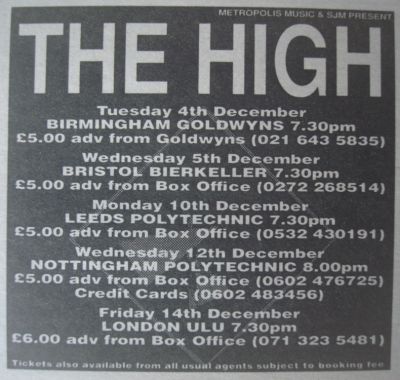 METROPOLIS MUSIC & SJM PRESENT
THE HIGH
Tuesday 4th December
BIRMINGHAM GOLDWYNS 7.30pm
£5.00 adv from Goldwyns (021 643 5835)
Wednesday 5th December
BRISTOL BIERKELLER 7.30pm
£5.00 adv from Box Office (0272 268514)
Monday 10th December
LEEDS POLYTECHNIC 7.30pm
£5.00 adv from Box Office (0532 430191)
Wednesday 12th December
NOTTINGHAM POLYTECHNIC 8.00pm
£5.00 adv from Box Office (0602 476725)
Credit Cards (0602 483456)
Friday 14th December
LONDON ULU 7.30pm
£6.00 adv from Box Office (071 323 5481)
Tickets also available from all usual agents subject to booking fee